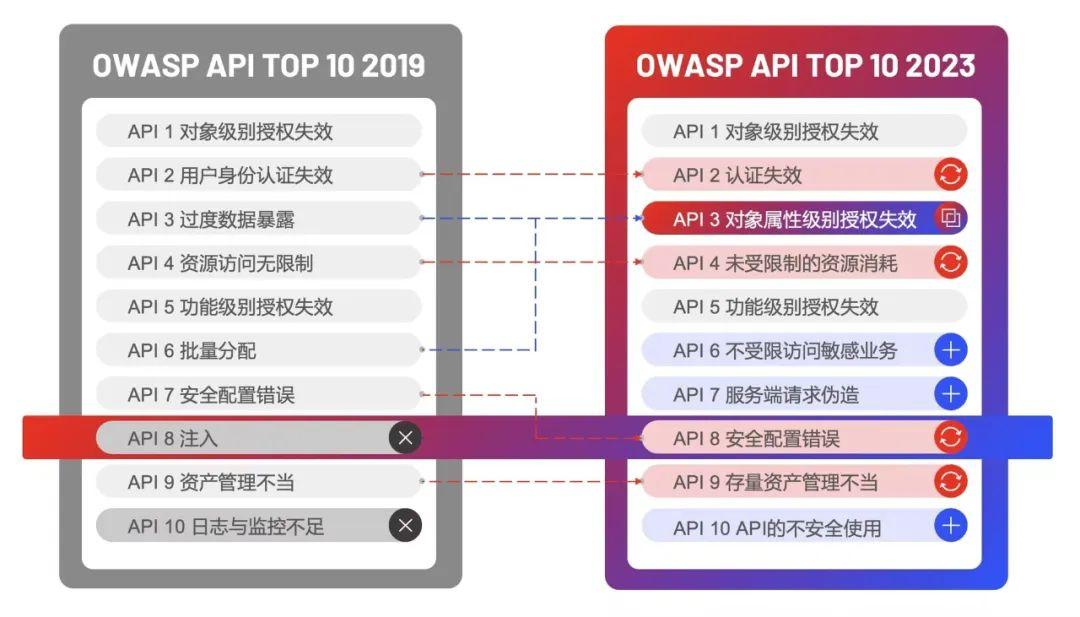 OWASP API TOP 10 2019
API 1 对象级别授权失效
API 2 用户身份认证失效
API 3 过度数据暴露
API 4 资源访问无限制
API 5 功能级别授权失效
API 6 批量分配
API 7 安全配置错误
API 8 注入
API 9 资产管理不当
API 10 日志与监控不足
OWASP API TOP 10 2023
API 1 对象级别授权失效
API 2 认证失效
API 3 对象属性级别授权失效
API 4 未受限制的资源消耗
API 5 功能级别授权失效
API 6 不受限访问敏感业务
API 7 服务端请求伪造
API 8 安全配置错误
API 9 存量资产管理不当
API 10 API的不安全使用